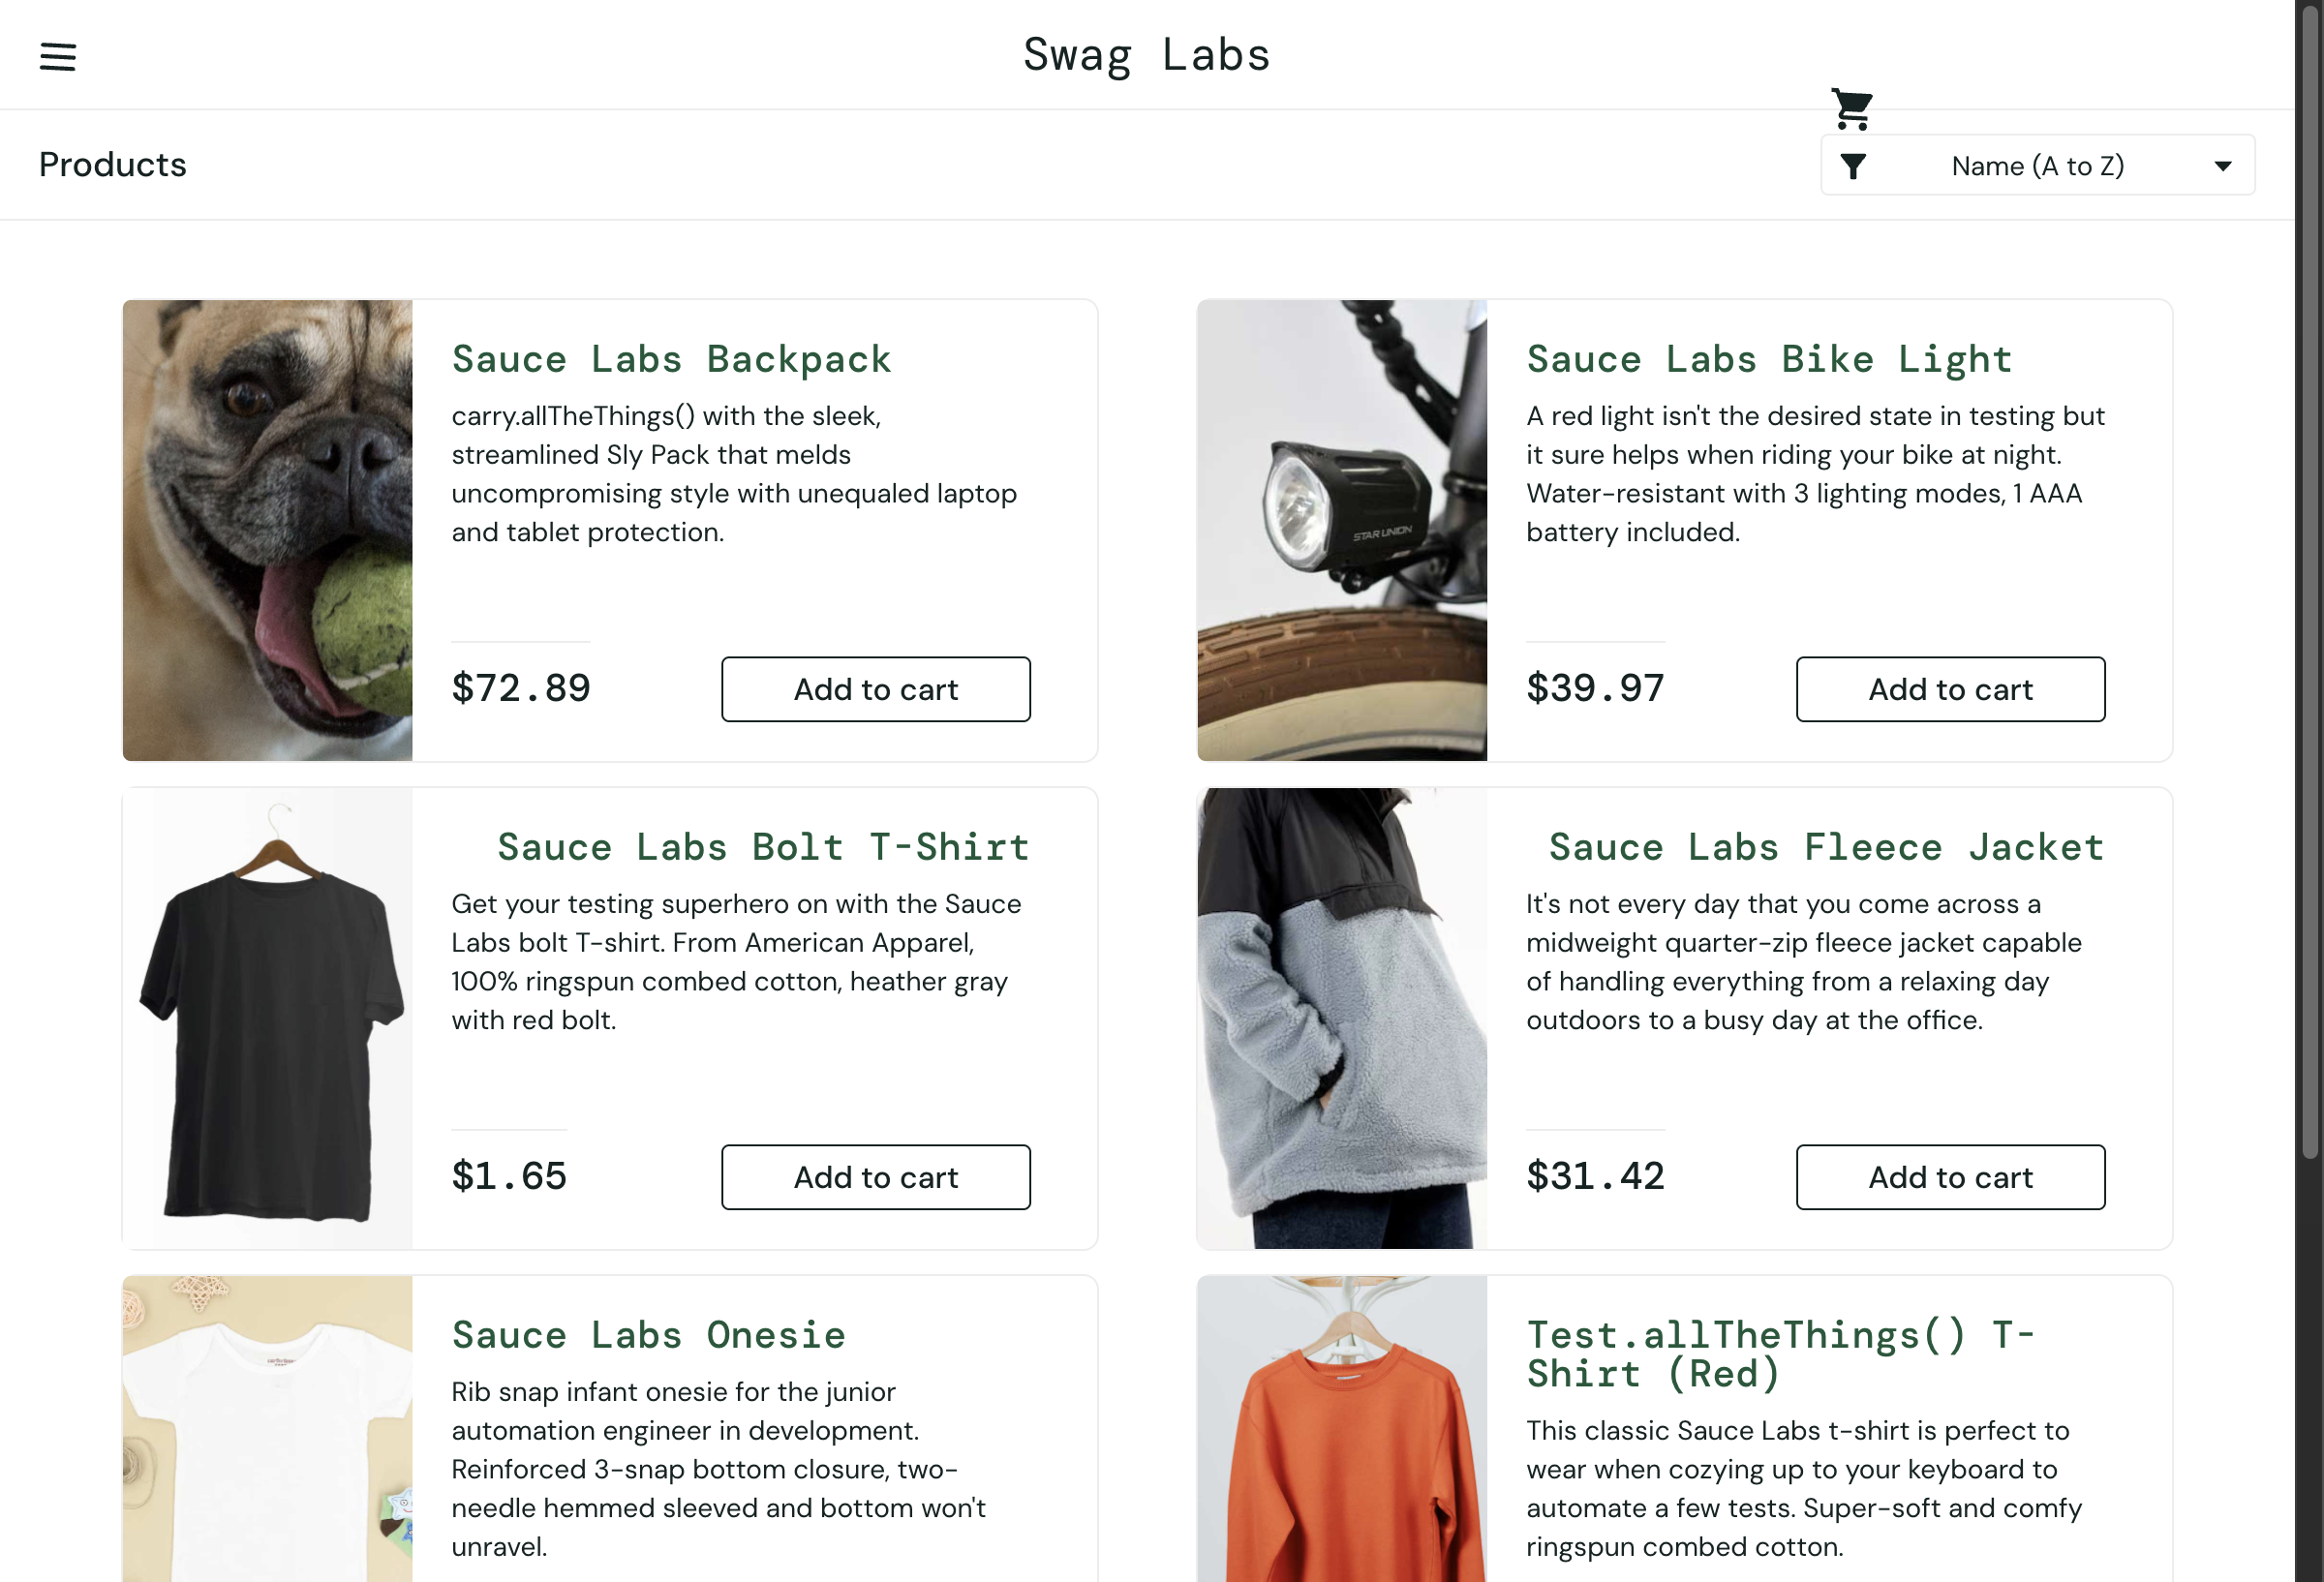 Swag Labs
Products
Name (A to Z)
Sauce Labs Backpack
carry.allTheThings() with the sleek,
streamlined Sly Pack that melds
uncompromising style with unequaled laptop
and tablet protection.
$72.89
Add to cart
Sauce Labs Bike Light
A red light isn't the desired state in testing but
it sure helps when riding your bike at night.
Water-resistant with 3 lighting modes, 1 AAA
battery included.
STAR UNION
$39.97
Add to cart
Sauce Labs Bolt T-Shirt
Get your testing superhero on with the Sauce
Labs bolt T-shirt. From American Apparel,
100% ringspun combed cotton, heather gray
with red bolt.
$1.65
Add to cart
Sauce Labs Fleece Jacket
It's not every day that you come across a
midweight quarter-zip fleece jacket capable
of handling everything from a relaxing day
outdoors to a busy day at the office.
$31.42
Add to cart
Sauce Labs Onesie
Rib snap infant onesie for the junior
automation engineer in development.
Reinforced 3-snap bottom closure, two-
needle hemmed sleeved and bottom won't
unravel.
Test.allTheThings() T-
Shirt (Red)
This classic Sauce Labs t-shirt is perfect to
wear when cozying up to your keyboard to
automate a few tests. Super-soft and comfy
ringspun combed cotton.